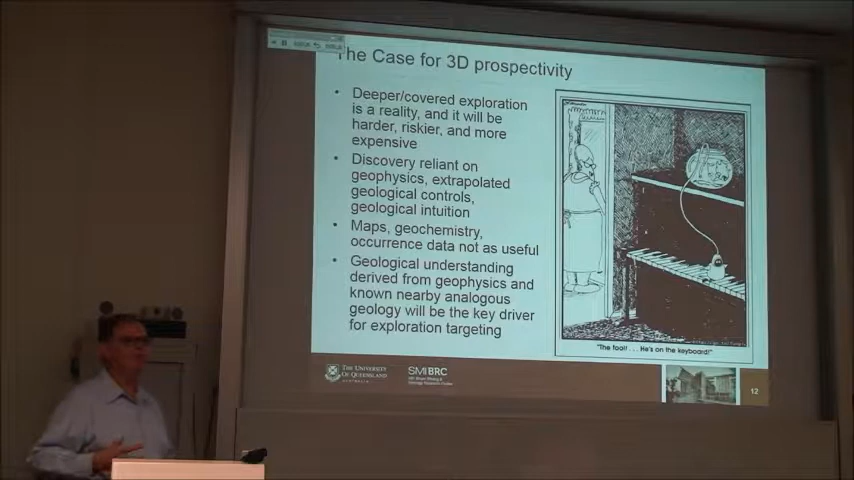 The Case for 3D prospectivity
• Deeper/covered exploration
is a reality, and it will be
harder, riskier, and more
expensive
• Discovery reliant on
geophysics, extrapolated
geological controls,
geological intuition
• Maps, geochemistry,
occurrence data not as useful
• Geological understanding
derived from geophysics and
known nearby analogous
geology will be the key driver
for exploration targeting
"The fool! . . . He's on the keyboard!"
THE UNIVERSITY
OF QUEENSLAND
AUSTRALIA
SMI BRC
12